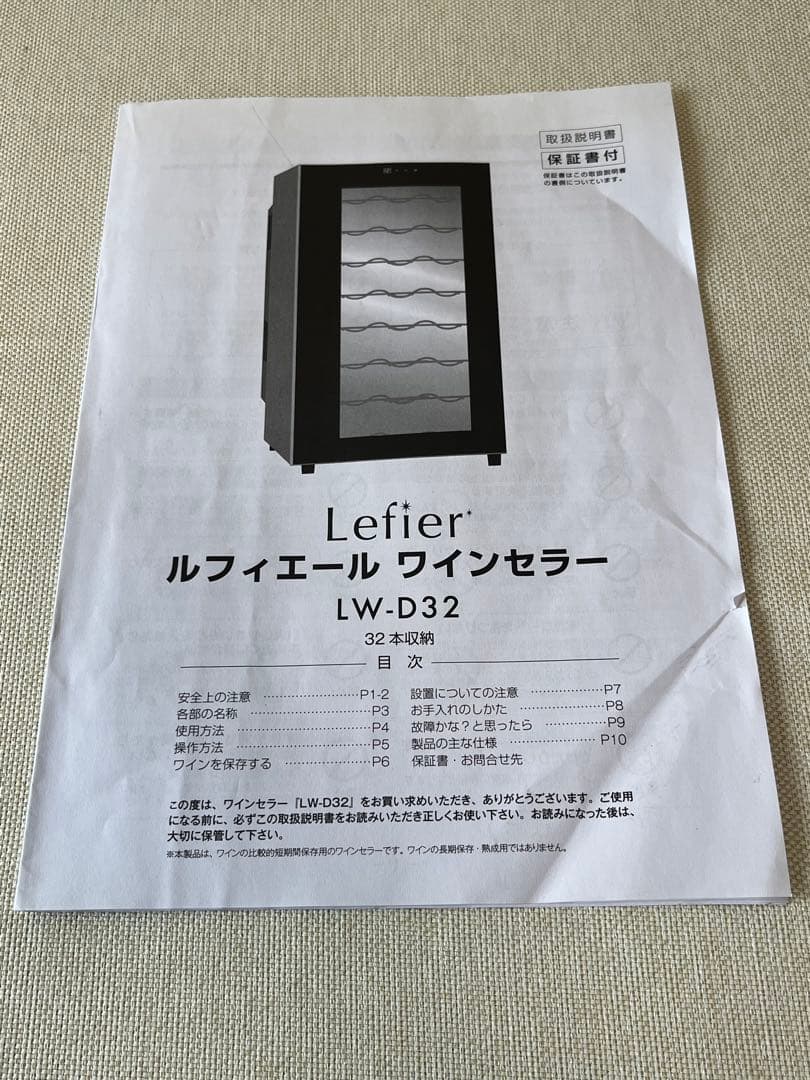 取扱説明書
保証書付
保証書はこの取扱説明書
の裏側についています。
Lefier
ルフィエール ワインセラー
LW-D32
32本収納
目 次
安全上の注意 ……………………P1-2
各部の名称 …………………………P3
使用方法 ……………………………P4
操作方法 ……………………………P5
ワインを保存する …………………P6
設置についての注意 ………………P7
お手入れのしかた …………………P8
故障かな?と思ったら ……………P9
製品の主な仕様 …………………P10
保証書・お問合せ先
この度は、ワインセラー『LW-D32』をお買い求めいただき、ありがとうございます。ご使用
になる前に、必ずこの取扱説明書をお読みいただき正しくお使い下さい。お読みになった後は、
大切に保管して下さい。
※本製品は、ワインの比較的短期間保存用のワインセラーです。ワインの長期保存・熟成用ではありません。